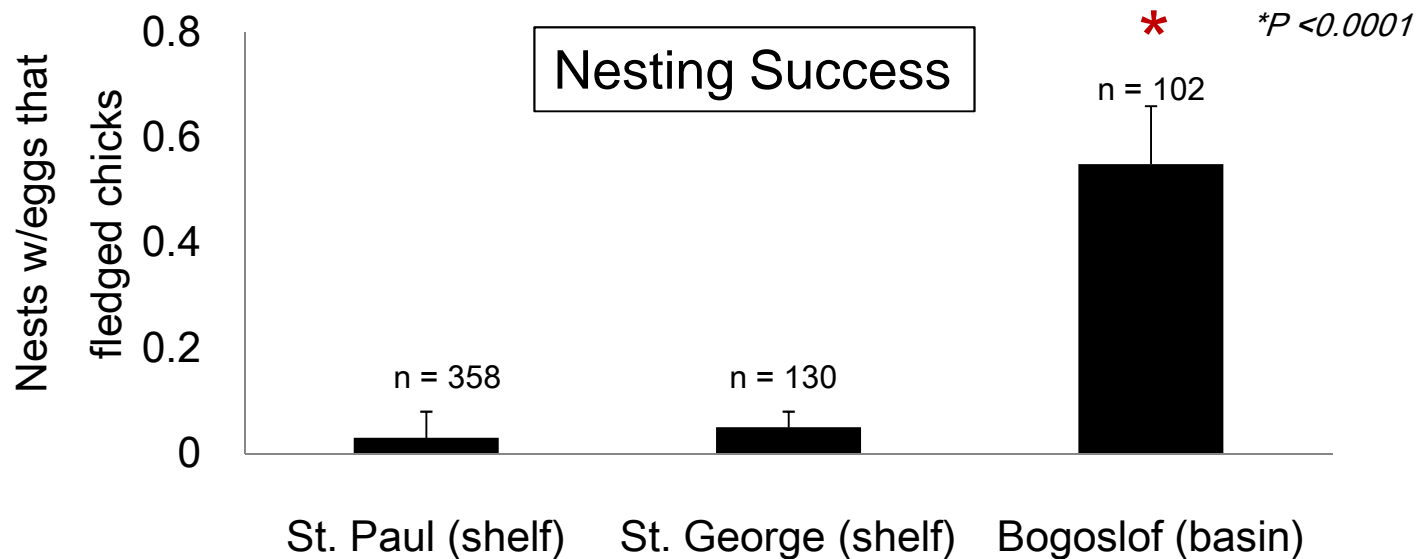 Nests w/eggs that
fledged chicks
0.8
0.6
0.4
0.2
0
Nesting Success
*
*P <0.0001
n = 358
n = 130
n = 102
St. Paul (shelf)
St. George (shelf)
Bogoslof (basin)